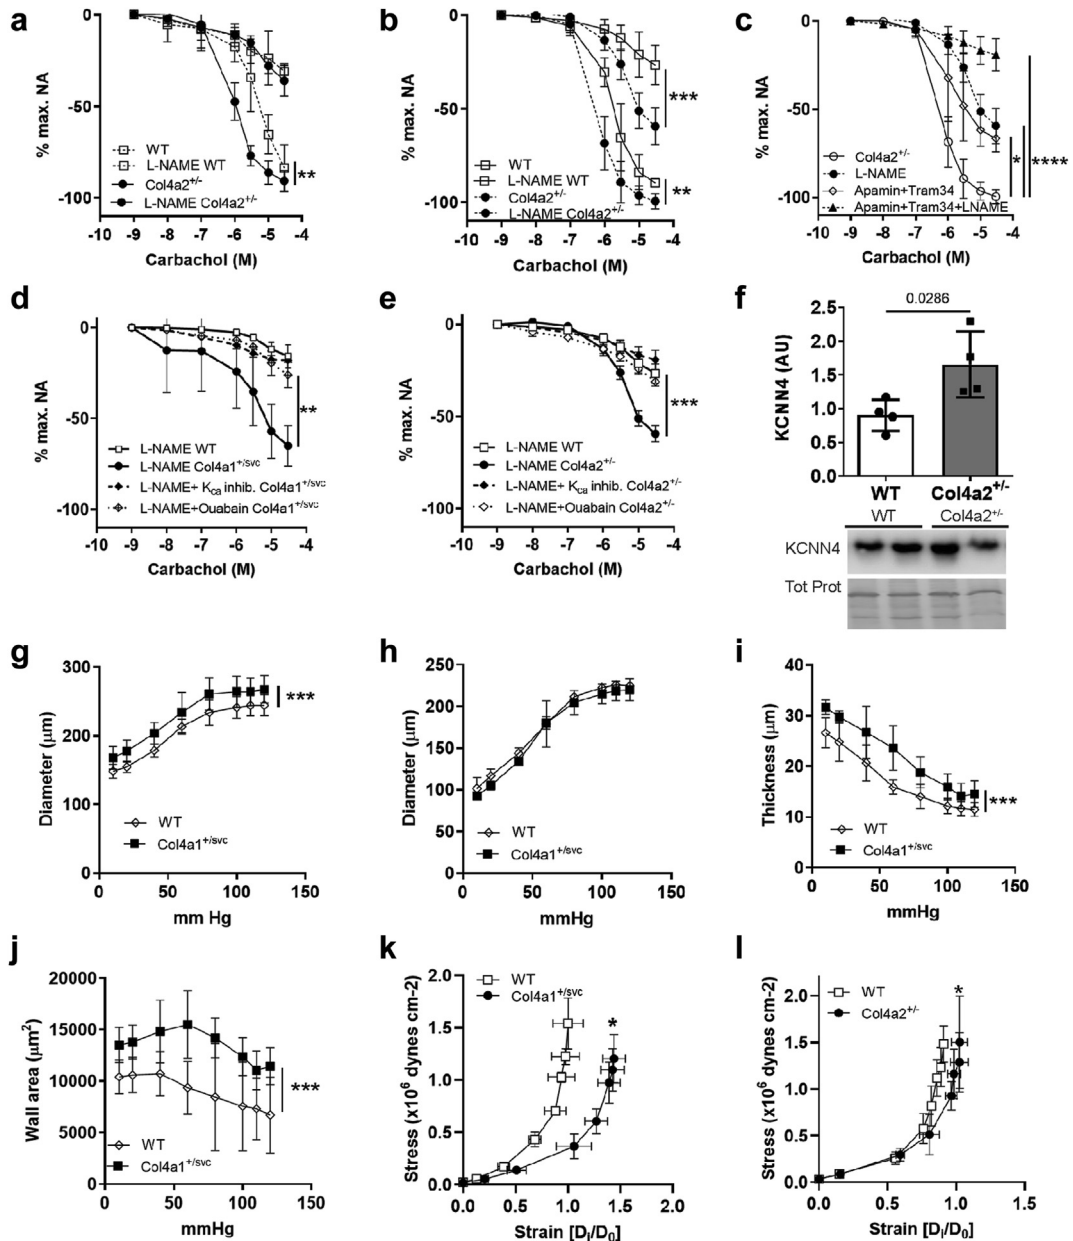 a
0
-50
-100
% max. NA
WT
L-NAME WT
Col4a2+/-
L-NAME Col4a2+/-
**
-10 -9 -8 -7 -6 -5 -4
Carbachol (M)
b
0
-50
-100
% max. NA
WT
L-NAME WT
Col4a2+/-
L-NAME Col4a2+/-
***
**
-10 -9 -8 -7 -6 -5 -4
Carbachol (M)
c
0
-50
-100
% max. NA
Col4a2+/-
L-NAME
Apamin+Tram34
Apamin+Tram34+LNAME
*
****
-10 -9 -8 -7 -6 -5 -4
Carbachol (M)
d
0
-50
-100
% max. NA
**
L-NAME WT
L-NAME Col4a1+/svc
L-NAME+ Kca inhib. Col4a1+/svc
L-NAME+Ouabain Col4a1+/svc
-10 -9 -8 -7 -6 -5 -4
Carbachol (M)
e
0
-50
-100
% max. NA
***
L-NAME WT
L-NAME Col4a2+/-
L-NAME+ Kca inhib. Col4a2+/-
L-NAME+Ouabain Col4a2+/-
-10 -9 -8 -7 -6 -5 -4
Carbachol (M)
f
0.0286
2.5
2.0
1.5
1.0
0.5
0.0
KCNN4 (AU)
WT Col4a2+/-
WT Col4a2+/-
KCNN4
Tot Prot
g
300
200
100
0
Diameter (μm)
***
WT
Col4a1+/svc
0 50 100 150
mm Hg
h
250
200
150
100
50
0
Diameter (μm)
WT
Col4a1+/svc
0 50 100 150
mmHg
i
40
30
20
10
0
Thickness (μm)
***
WT
Col4a1+/svc
0 50 100 150
mmHg
j
20000
15000
10000
5000
0
Wall area (μm2)
***
WT
Col4a1+/svc
0 50 100 150
mmHg
k
2.0
1.5
1.0
0.5
0.0
Stress (x106 dynes cm-2)
WT
Col4a1+/svc
*
0.0 0.5 1.0 1.5 2.0
Strain [Di/D0]
l
2.0
1.5
1.0
0.5
0.0
Stress (x106 dynes cm-2)
WT
Col4a2+/-
*
0.0 0.5 1.0 1.5
Strain [Di/D0]